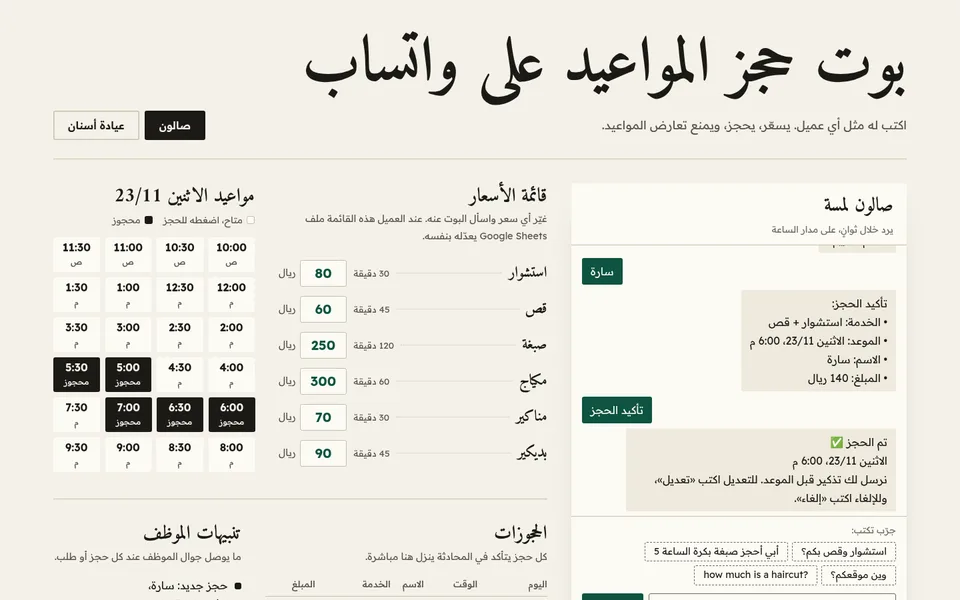 بوت حجز المواعيد على واتساب
اكتب له مثل أي عميل. يسعّر، يحجز، ويمنع تعارض المواعيد.
صالون
عيادة أسنان
صالون لمسة
يرد خلال ثوانٍ، على مدار الساعة
سارة
تأكيد الحجز:
• الخدمة: استشوار + قص
• الموعد: الاثنين 23/11، 6:00 م
• الاسم: سارة
• المبلغ: 140 ريال
تأكيد الحجز
تم الحجز ✅
الاثنين 23/11، 6:00 م
نرسل لك تذكير قبل الموعد. للتعديل اكتب «تعديل»،
وللإلغاء اكتب «إلغاء».
جرّب تكتب:
استشوار وقص بكم؟
أبي أحجز صبغة بكرة الساعة 5
وين موقعكم؟
how much is a haircut?
قائمة الأسعار
غيّر أي سعر واسأل البوت عنه. عند العميل هذه القائمة ملف
Google Sheets يعدّله بنفسه.
استشوار 30 دقيقة 80 ريال
قص 45 دقيقة 60 ريال
صبغة 120 دقيقة 250 ريال
مكياج 60 دقيقة 300 ريال
مناكير 30 دقيقة 70 ريال
بديكير 45 دقيقة 90 ريال
مواعيد الاثنين 23/11
متاح، اضغطه للحجز
محجوز
10:00 ص
10:30 ص
11:00 ص
11:30 ص
12:00 م
12:30 م
1:00 م
1:30 م
2:00 م
2:30 م
3:00 م
3:30 م
4:00 م
4:30 م
5:00 محجوز
5:30 محجوز
6:00 محجوز
6:30 محجوز
7:00 محجوز
7:30 م
8:00 م
8:30 م
9:00 م
9:30 م
الحجوزات
كل حجز يتأكد في المحادثة ينزل هنا مباشرة.
اليوم الوقت الاسم الخدمة المبلغ
تنبيهات الموظف
ما يوصل جوال الموظف عند كل حجز أو طلب.
حجز جديد: سارة،